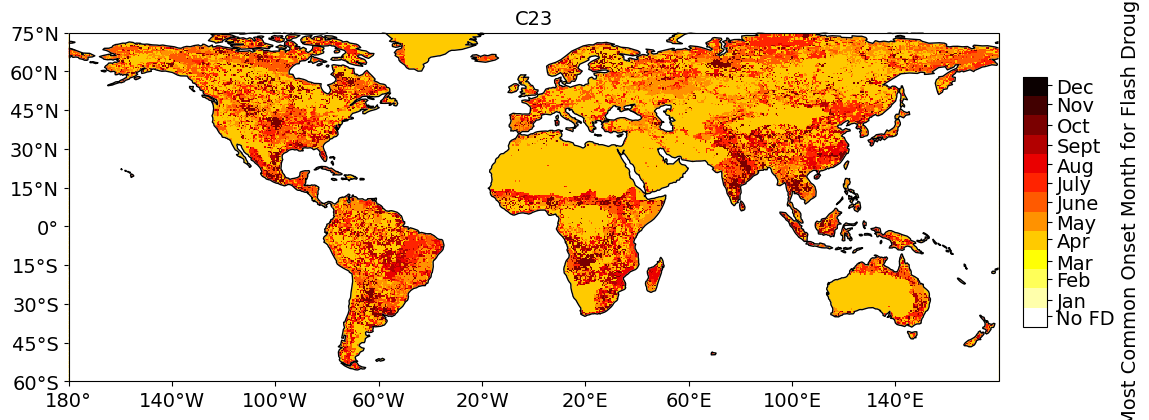 C23
75°N
60°N
45°N
30°N
15°N
0°
15°S
30°S
45°S
60°S
180°
140°W
100°W
60°W
20°W
20°E
60°E
100°E
140°E
Dec
Nov
Oct
Sept
Aug
July
June
May
Apr
Mar
Feb
Jan
No FD
Most Common Onset Month for Flash Droug